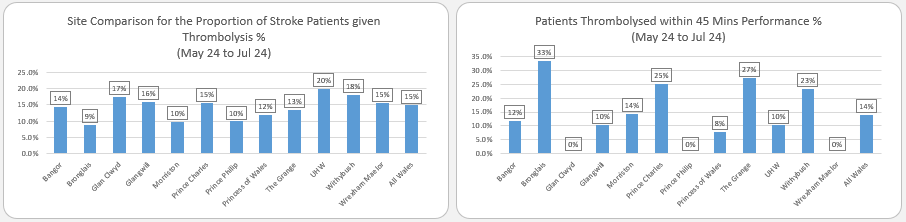 Site Comparison for the Proportion of Stroke Patients given
Thrombolysis %
(May 24 to Jul 24)
25.0%
20.0%
15.0%
10.0%
5.0%
0.0%
14%
9%
17%
16%
10%
15%
10%
12%
13%
20%
18%
15%
15%
Bangor
Bronglais
Glan Clwyd
Glangwili
Morriston
Prince Charles
Prince Philip
Princess of Wales
The Grange
UHW
Withybush
Wrexham Maelor
All Wales
Patients Thrombolysed within 45 Mins Performance %
(May 24 to Jul 24)
35.0%
30.0%
25.0%
20.0%
15.0%
10.0%
5.0%
0.0%
12%
33%
0%
10%
14%
25%
0%
8%
27%
10%
23%
0%
14%
Bangor
Bronglais
Glan Clwyd
Glangwili
Morriston
Prince Charles
Prince Philip
Princess of Wales
The Grange
UHW
Withybush
Wrexham Maelor
All Wales